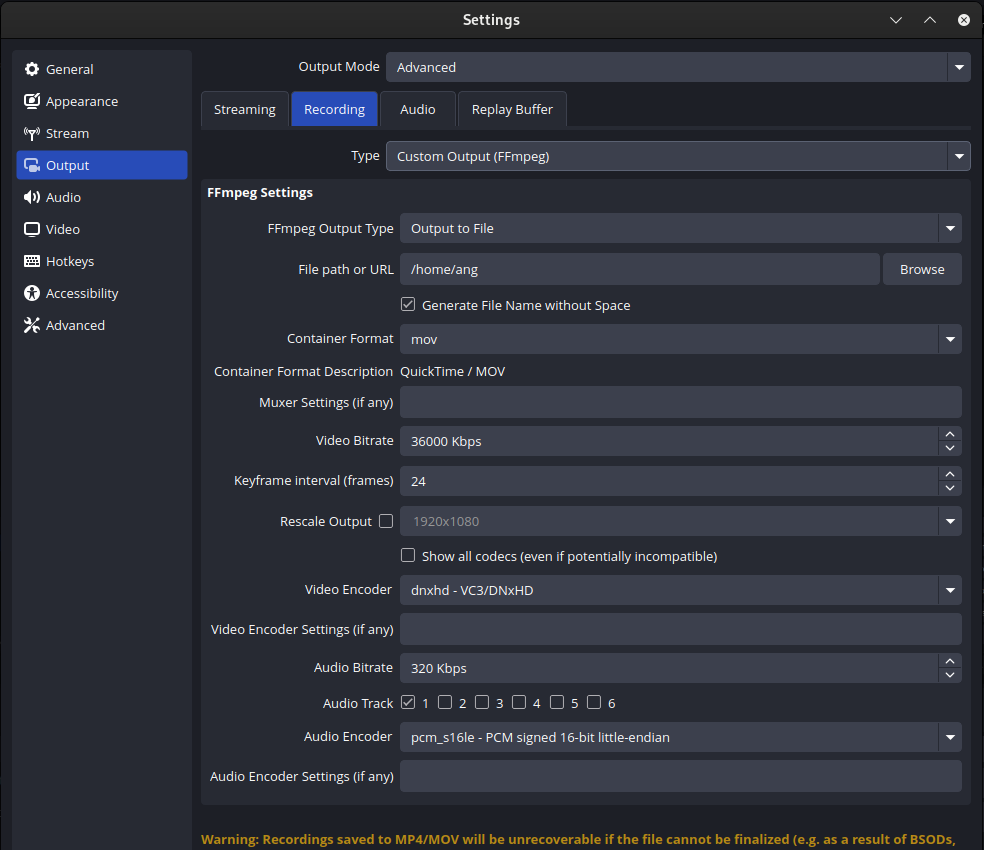 Settings
General
Appearance
Stream
Output
Audio
Video
Hotkeys
Accessibility
Advanced
Output Mode Advanced
Streaming Recording Audio Replay Buffer
Type Custom Output (FFmpeg)
FFmpeg Settings
FFmpeg Output Type Output to File
File path or URL /home/ang Browse
Generate File Name without Space
Container Format mov
Container Format Description QuickTime / MOV
Muxer Settings (if any)
Video Bitrate 36000 Kbps
Keyframe interval (frames) 24
Rescale Output 1920x1080
Show all codecs (even if potentially incompatible)
Video Encoder dnxhd - VC3/DNxHD
Video Encoder Settings (if any)
Audio Bitrate 320 Kbps
Audio Track 1 2 3 4 5 6
Audio Encoder pcm_s16le - PCM signed 16-bit little-endian
Audio Encoder Settings (if any)
Warning: Recordings saved to MP4/MOV will be unrecoverable if the file cannot be finalized (e.g. as a result of BSODs,